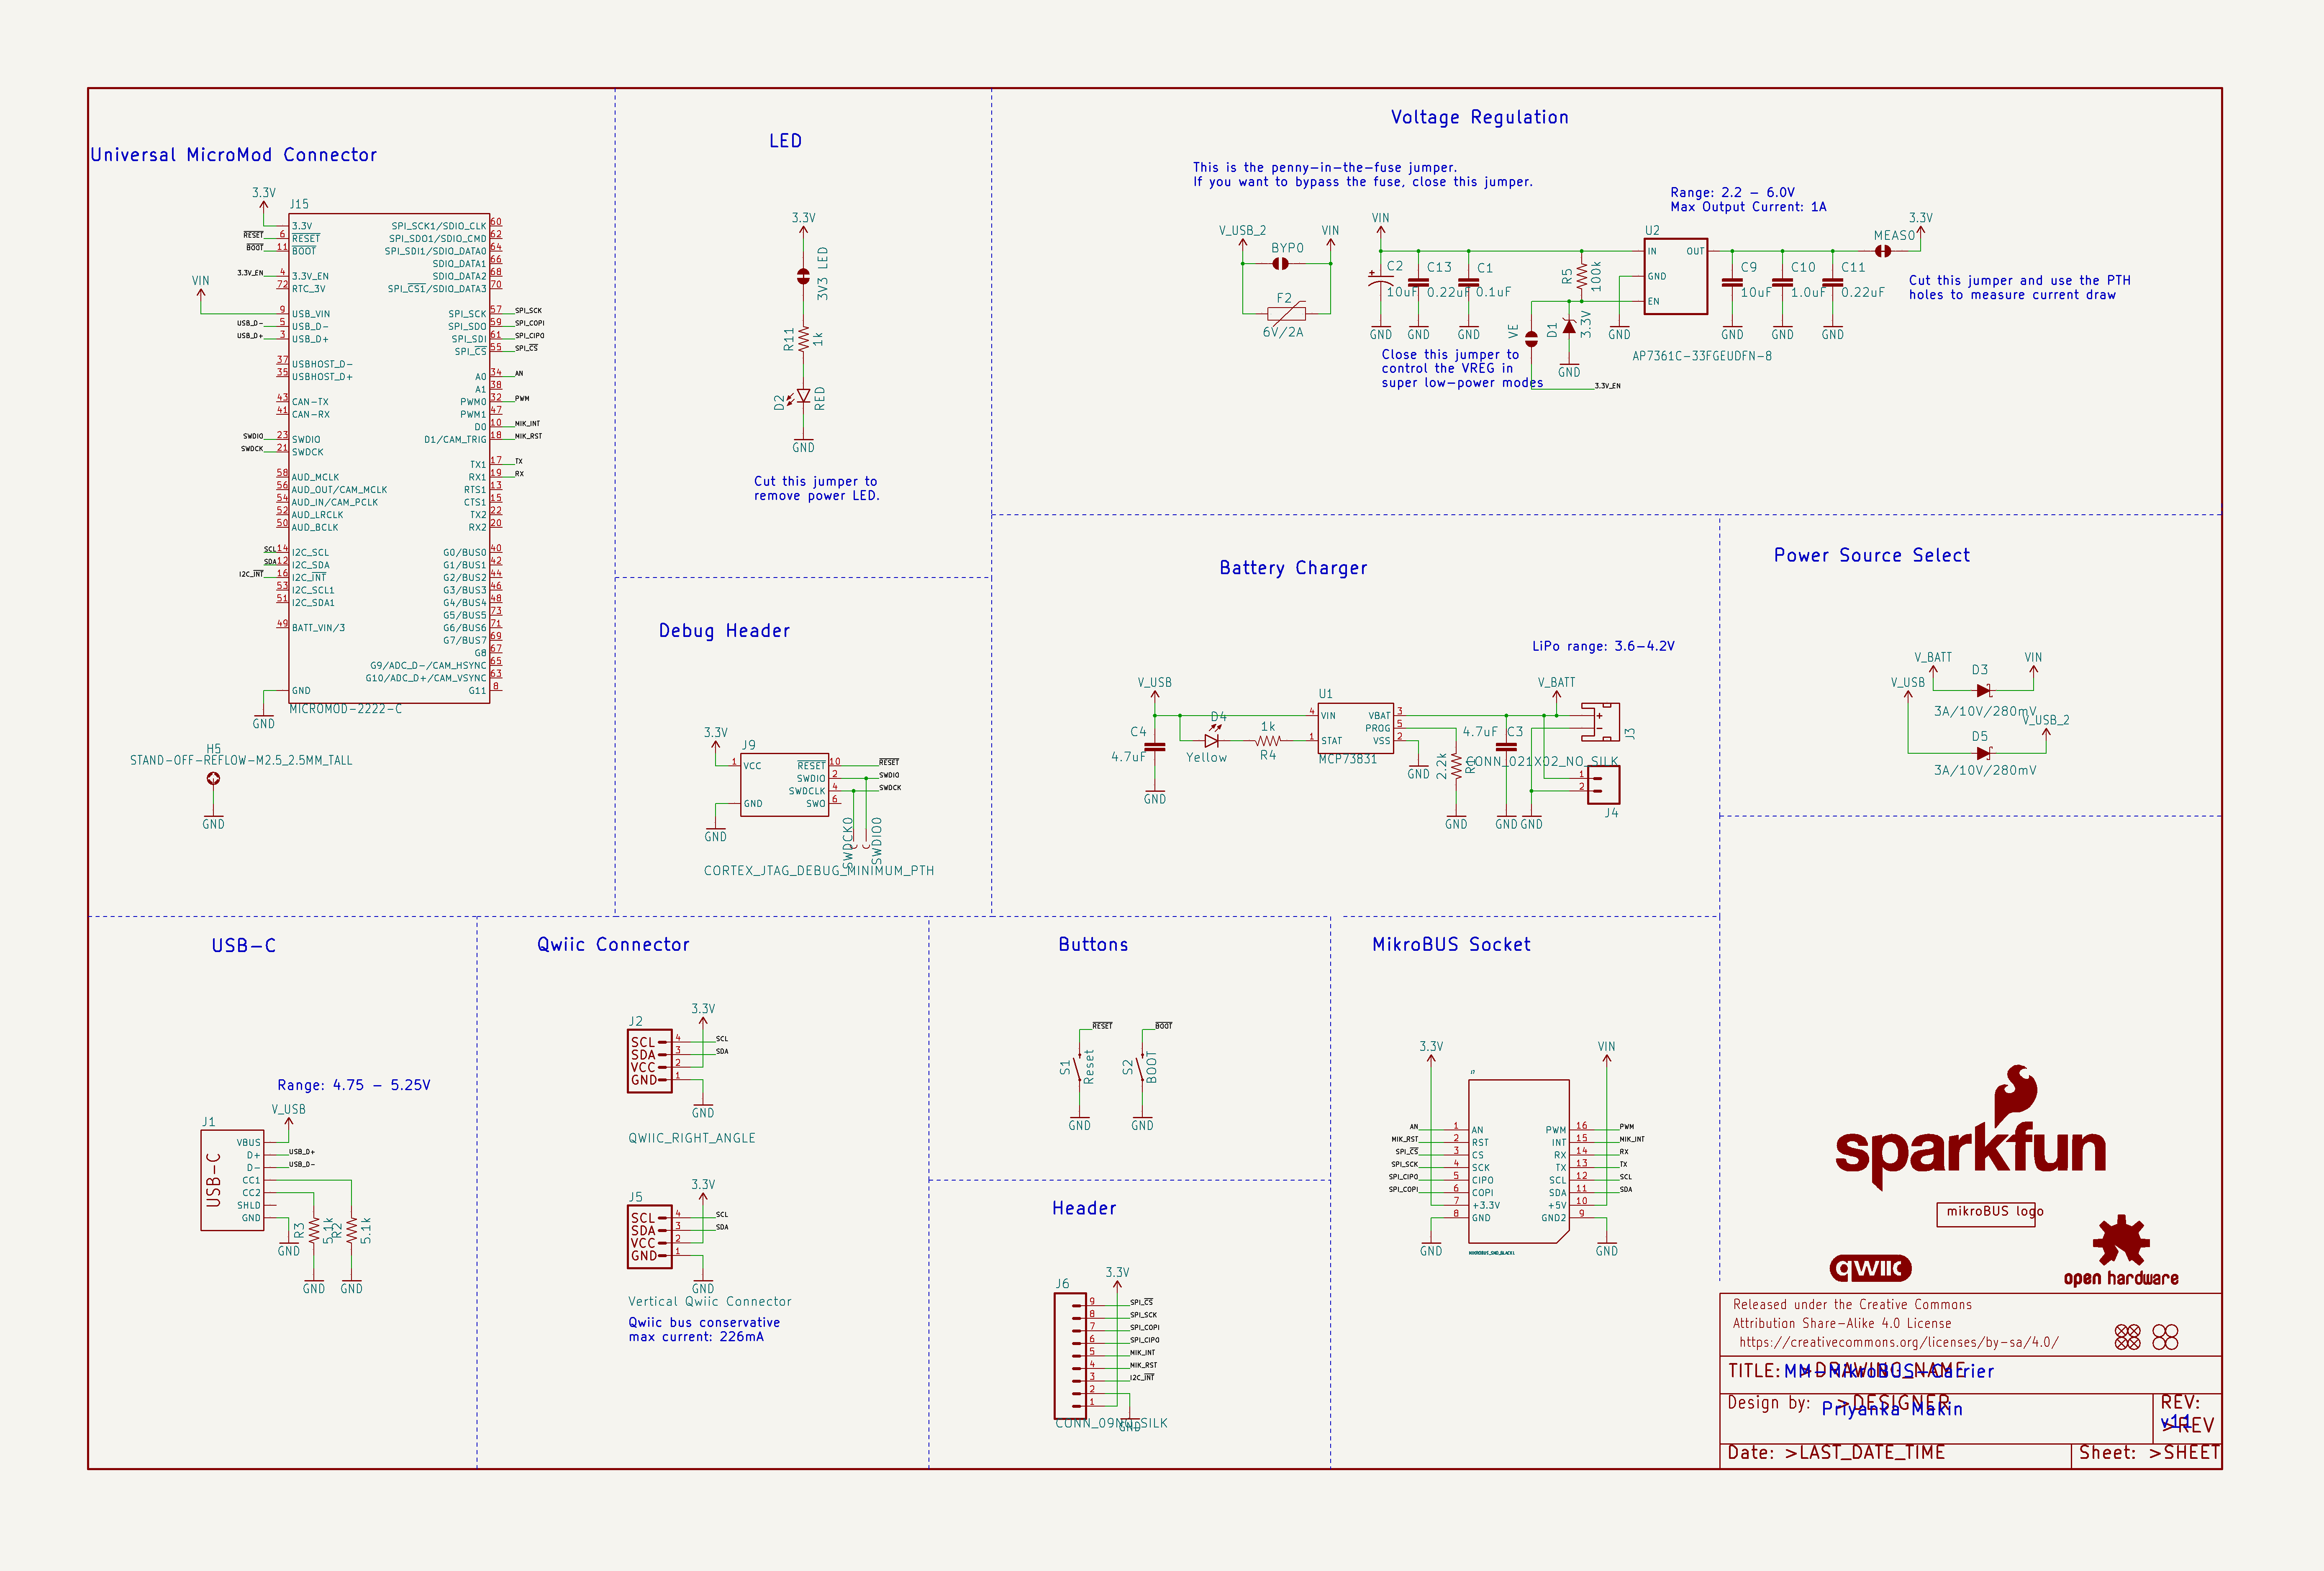 Universal MicroMod Connector
3.3V
J15
3.3V
6 RESET
RESET
11 BOOT
BOOT
4 3.3V_EN
3.3V_EN
72 RTC_3V
VIN
9 USB_VIN
USB_D- 5 USB_D-
USB_D+ 3 USB_D+
37 USBHOST_D-
35 USBHOST_D+
43 CAN-TX
41 CAN-RX
SWDIO 23 SWDIO
SWDCK 21 SWDCK
58 AUD_MCLK
56 AUD_OUT/CAM_MCLK
54 AUD_IN/CAM_PCLK
52 AUD_LRCLK
50 AUD_BCLK
SCL 14 I2C_SCL
SDA 12 I2C_SDA
I2C_INT 16 I2C_INT
53 I2C_SCL1
51 I2C_SDA1
49 BATT_VIN/3
GND
GND
SPI_SCK1/SDIO_CLK 60
SPI_SDO1/SDIO_CMD 62
SPI_SDI1/SDIO_DATA0 64
SDIO_DATA1 66
SDIO_DATA2 68
SPI_CS1/SDIO_DATA3 70
SPI_SCK 57 SPI_SCK
SPI_SDO 59 SPI_COPI
SPI_SDI 61 SPI_CIPO
SPI_CS 55 SPI_CS
A0 34 AN
A1 38
PWM0 32 PWM
PWM1 47
D0 10 MIK_INT
D1/CAM_TRIG 18 MIK_RST
TX1 17 TX
RX1 19 RX
RTS1 13
CTS1 15
TX2 22
RX2 20
G0/BUS0 40
G1/BUS1 42
G2/BUS2 44
G3/BUS3 46
G4/BUS4 48
G5/BUS5 73
G6/BUS6 71
G7/BUS7 69
G8 67
G9/ADC_D-/CAM_HSYNC 65
G10/ADC_D+/CAM_VSYNC 63
G11 8
MICROMOD-2222-C
H5
STAND-OFF-REFLOW-M2.5_2.5MM_TALL
GND
LED
3.3V
3V3 LED
R11
1k
D2
RED
GND
Cut this jumper to
remove power LED.
Voltage Regulation
This is the penny-in-the-fuse jumper.
If you want to bypass the fuse, close this jumper.
Range: 2.2 - 6.0V
Max Output Current: 1A
V_USB_2
BYP0
VIN
F2
6V/2A
VIN
C2
10uF
C13
0.22uF
C1
0.1uF
GND
GND
GND
R5
100k
VE
D1
3.3V
GND
GND
U2
IN
OUT
GND
EN
AP7361C-33FGEUDFN-8
3.3V_EN
C9
10uF
C10
1.0uF
C11
0.22uF
GND
GND
GND
MEAS0
3.3V
Cut this jumper and use the PTH
holes to measure current draw
Close this jumper to
control the VREG in
super low-power modes
Debug Header
3.3V
J9
1 VCC
GND
GND
RESET 10 RESET
SWDIO 2 SWDIO
SWDCLK 4 SWDCK
SWO 6
SWDCK0
SWDIO0
CORTEX_JTAG_DEBUG_MINIMUM_PTH
Battery Charger
LiPo range: 3.6-4.2V
V_USB
C4
4.7uF
GND
D4
Yellow
1k
R4
U1
4 VIN
1 STAT
VBAT 3
PROG 5
VSS 2
MCP73831
GND
2.2k
GND
4.7uF
C3
GND
GND
V_BATT
+
-
J3
CONN_021X02_NO_SILK
1
2
J4
Power Source Select
V_BATT
D3
VIN
V_USB
3A/10V/280mV
V_USB_2
D5
3A/10V/280mV
USB-C
Range: 4.75 - 5.25V
V_USB
J1
USB-C
VBUS
D+ USB_D+
D- USB_D-
CC1
CC2
SHLD
GND
GND
R3
5.1k
R2
5.1k
GND
GND
Qwiic Connector
3.3V
J2
SCL 4 SCL
SDA 3 SDA
VCC 2
GND 1
GND
QWIIC_RIGHT_ANGLE
3.3V
J5
SCL 4 SCL
SDA 3 SDA
VCC 2
GND 1
GND
Vertical Qwiic Connector
Qwiic bus conservative
max current: 226mA
Buttons
RESET
S1
Reset
GND
BOOT
S2
BOOT
GND
Header
3.3V
J6
9 SPI_CS
8 SPI_SCK
7 SPI_COPI
6 SPI_CIPO
5 MIK_INT
4 MIK_RST
3 I2C_INT
2
1
GND
CONN_09NO_SILK
MikroBUS Socket
3.3V
VIN
AN 1 AN
MIK_RST 2 RST
SPI_CS 3 CS
SPI_SCK 4 SCK
SPI_CIPO 5 CIPO
SPI_COPI 6 COPI
7 +3.3V
8 GND
GND
PWM 16 PWM
INT 15 MIK_INT
RX 14 RX
TX 13 TX
SCL 12 SCL
SDA 11 SDA
+5V 10
GND2 9
GND
sparkfun
mikroBUS logo
qwiic
open hardware
Released under the Creative Commons
Attribution Share-Alike 4.0 License
https://creativecommons.org/licenses/by-sa/4.0/
TITLE: >DRAWING_NAME
MM-MikroBUS-Carrier
Design by: >DESIGNER
Priyanka Makin
REV:
v11
>REV
Date: >LAST_DATE_TIME
Sheet: >SHEET